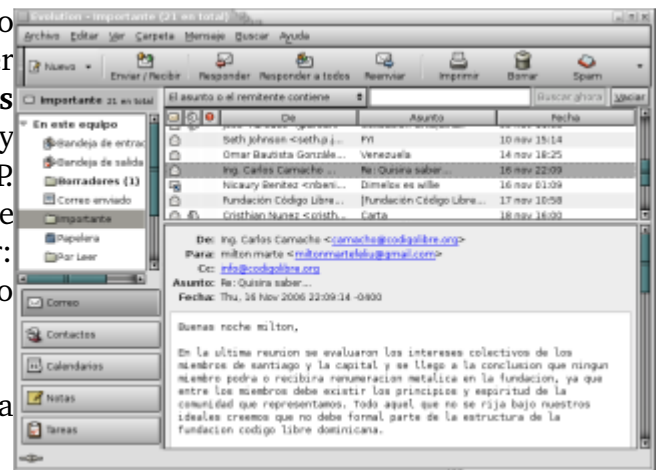 o
er
s
y
P.
e
r:
o
a
Evolution - Importante (21 en total)
Archivo Editar Ver Carpeta Mensaje Buscar Ayuda
Nuevo Enviar / Recibir Responder Responder a todos Reenviar Imprimir Borrar Spam
Importante 21 en total El asunto o el remitente contiene Buscar ahora Vaciar
En este equipo
Bandeja de entrad
Bandeja de salida
Borradores (1)
Correo enviado
Importante
Papelera
Por Leer
Correo
Contactos
Calendarios
Notas
Tareas
De Asunto Fecha
Seth Johnson <seth.p.j... FYI 10 nov 15:14
Omar Bautista Gonzále... Venezuela 14 nov 18:25
Ing. Carlos Camacho ... Re: Quisira saber... 16 nov 22:09
Nicaury Benitez <nbeni... Dimelox es wille 16 nov 01:09
Fundación Código Libre... [Fundación Código Libre... 17 nov 10:58
Cristhian Nunez <cristh... Carta 18 nov 16:00
De: Ing. Carlos Camacho <camacho@codigolibre.org>
Para: milton marte <miltonmartefeliu@gmail.com>
Cc: info@codigolibre.org
Asunto: Re: Quisira saber...
Fecha: Thu, 16 Nov 2006 22:09:14 -0400
Buenas noche milton,
En la ultima reunion se evaluaron los intereses colectivos de los
miembros de santiago y la capital y se llego a la conclusion que ningun
miembro podra o recibira renumeracion metalica en la fundacion, ya que
entre los miembros debe existir los principios y espiritud de la
comunidad que representamos. Todo aquel que no se rija bajo nuestros
ideales creemos que no debe formal parte de la estructura de la
fundacion codigo libre dominicana.